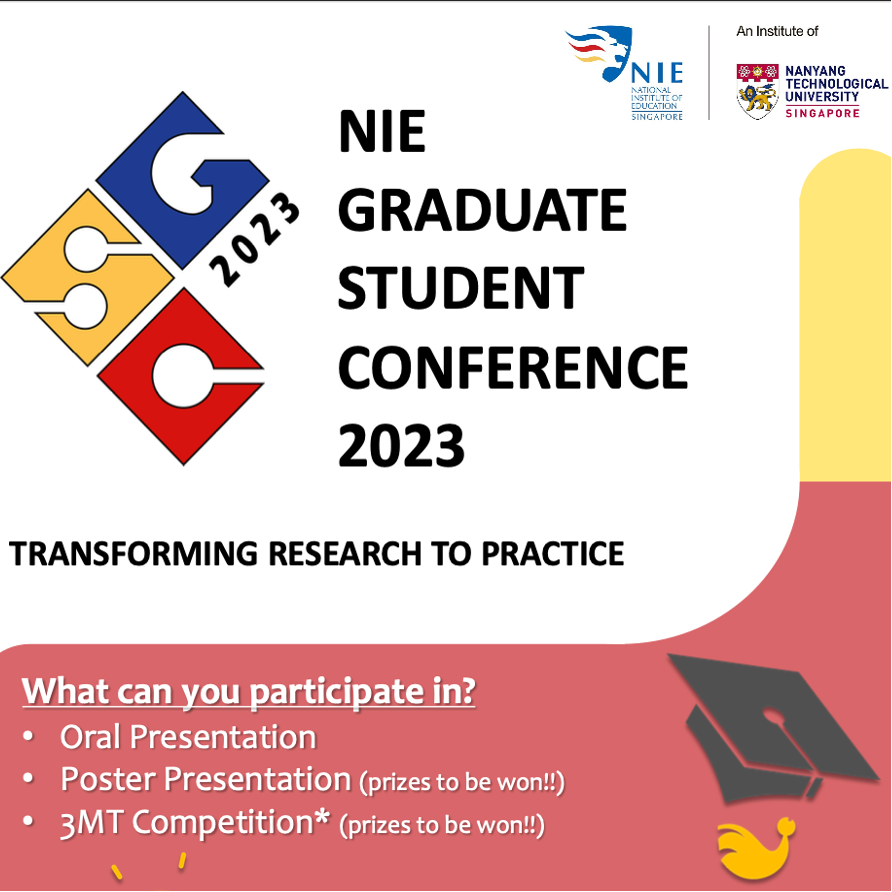 An Institute of
NIE
NATIONAL
INSTITUTE OF
EDUCATION
SINGAPORE
NANYANG
TECHNOLOGICAL
UNIVERSITY
SINGAPORE
GSC
2023
NIE
GRADUATE
STUDENT
CONFERENCE
2023
TRANSFORMING RESEARCH TO PRACTICE
What can you participate in?
• Oral Presentation
• Poster Presentation (prizes to be won!!)
• 3MT Competition* (prizes to be won!!)